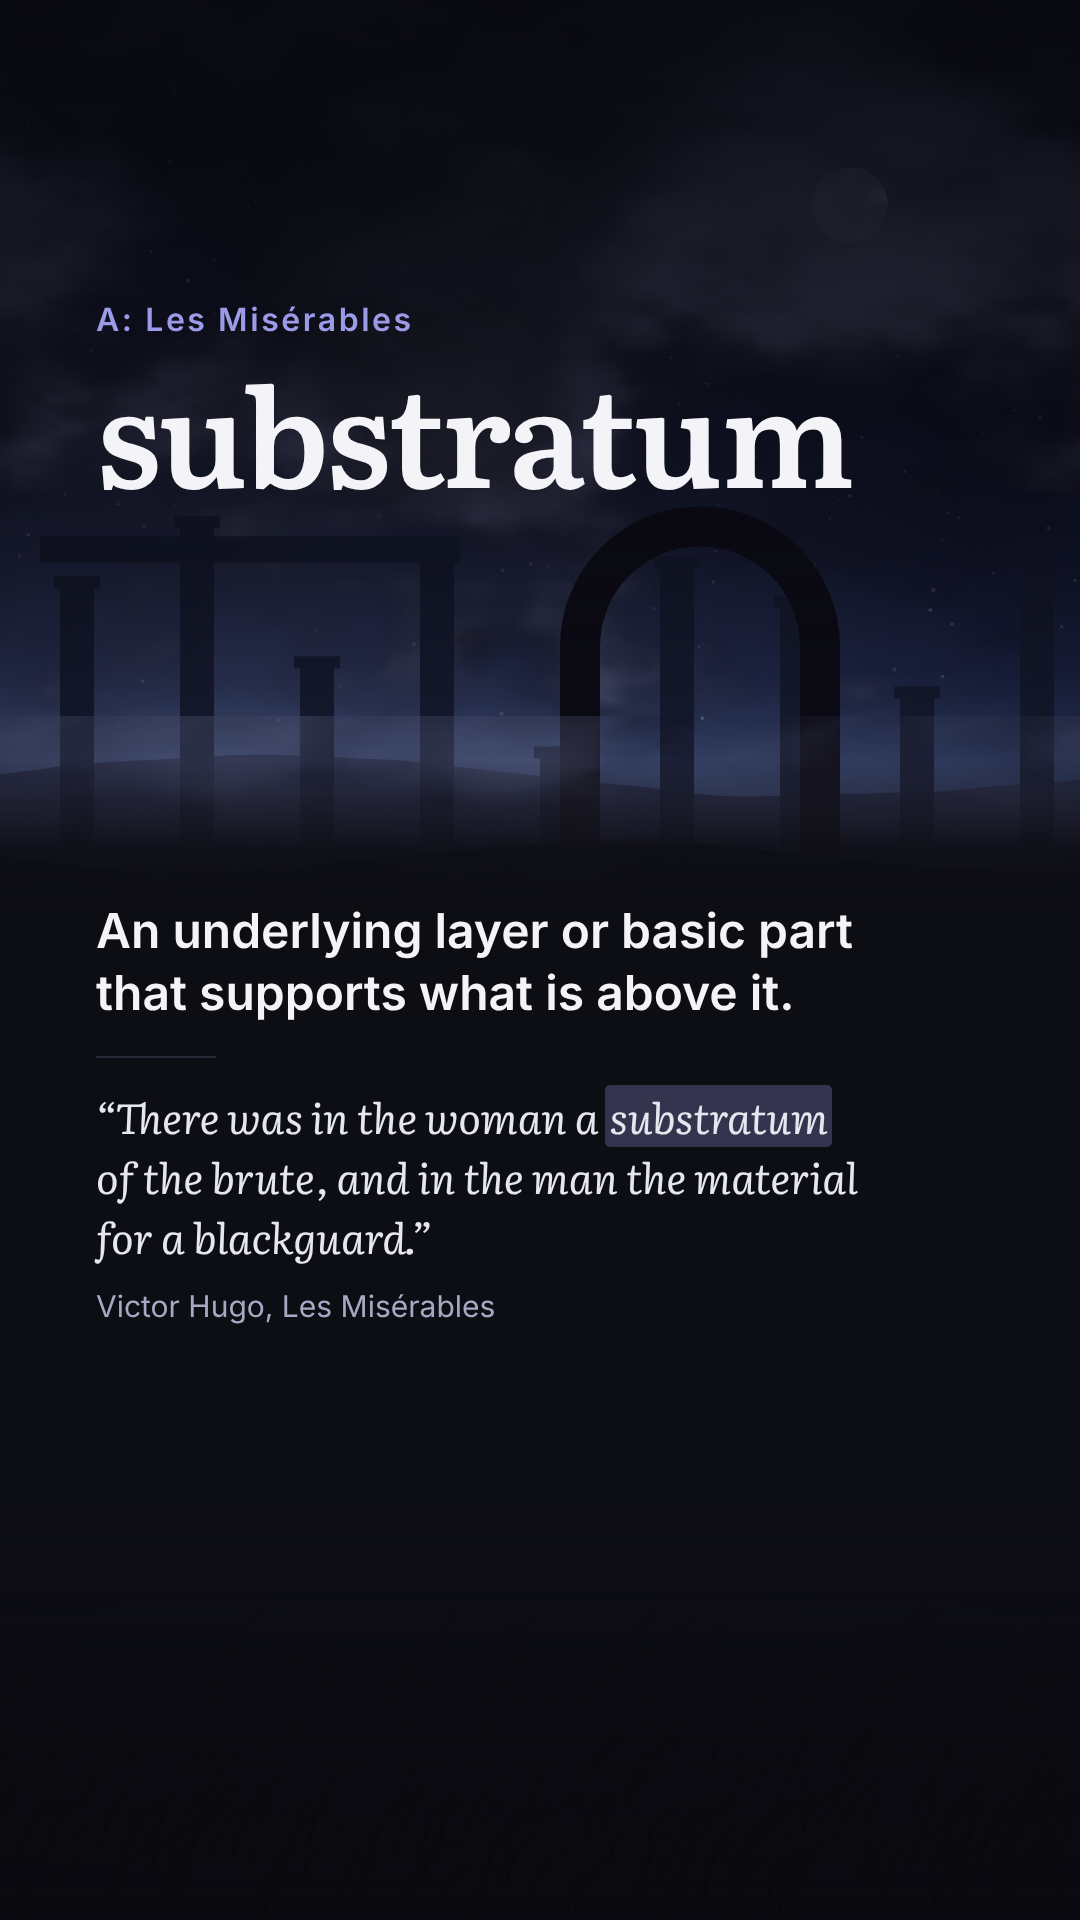 A: Les Misérables
substratum
An underlying layer or basic part
that supports what is above it.
“There was in the woman a substratum
of the brute, and in the man the material
for a blackguard.”
Victor Hugo, Les Misérables